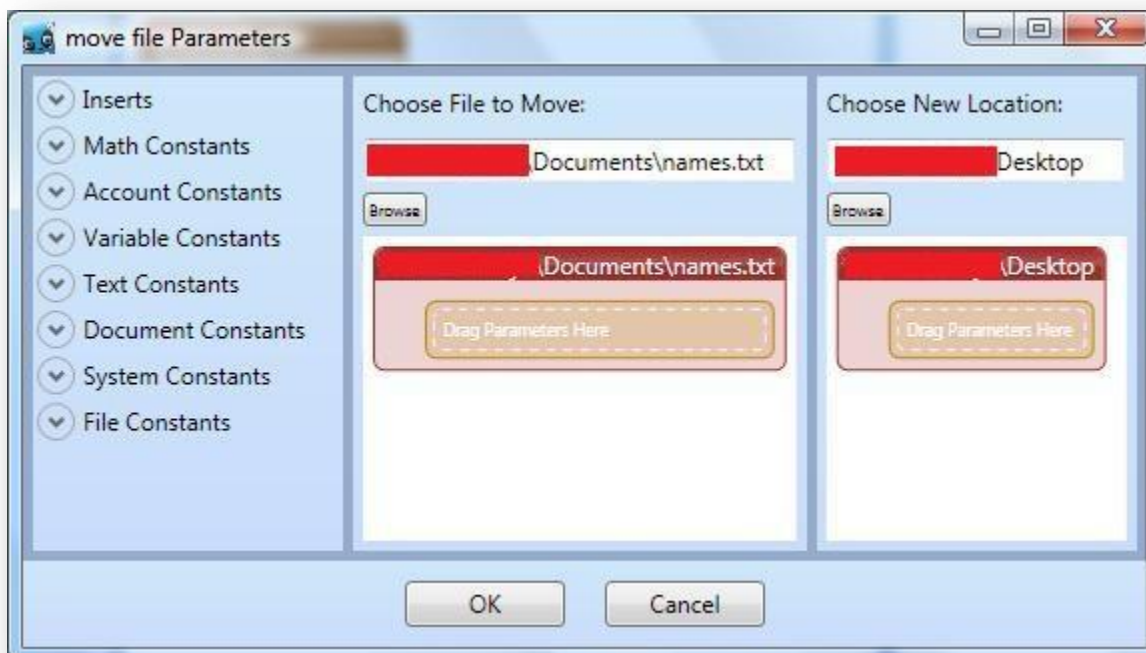 move file Parameters
Inserts
Math Constants
Account Constants
Variable Constants
Text Constants
Document Constants
System Constants
File Constants
Choose File to Move:
\Documents\names.txt
Browse
\Documents\names.txt
Drag Parameters Here
Choose New Location:
Desktop
Browse
\Desktop
Drag Parameters Here
OK
Cancel